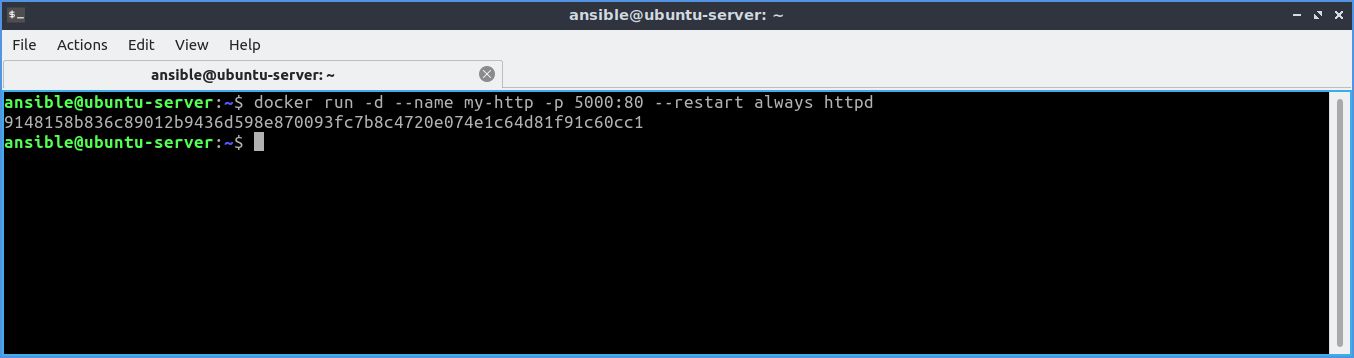 ansible@ubuntu-server: ~
File Actions Edit View Help
ansible@ubuntu-server: ~
ansible@ubuntu-server:~$ docker run -d --name my-http -p 5000:80 --restart always httpd
9148158b836c89012b9436d598e870093fc7b8c4720e074e1c64d81f91c60cc1
ansible@ubuntu-server:~$